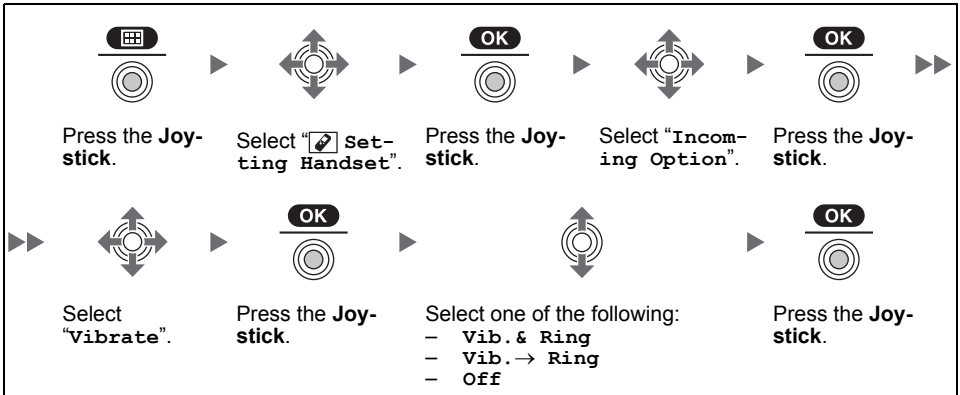 OK
OK
Press the Joy-
stick.
Select “ Set-
ting Handset”.
Press the Joy-
stick.
Select “Incom-
ing Option”.
Press the Joy-
stick.
OK
OK
Select
“Vibrate”.
Press the Joy-
stick.
Select one of the following:
– Vib.& Ring
– Vib.→ Ring
– Off
Press the Joy-
stick.